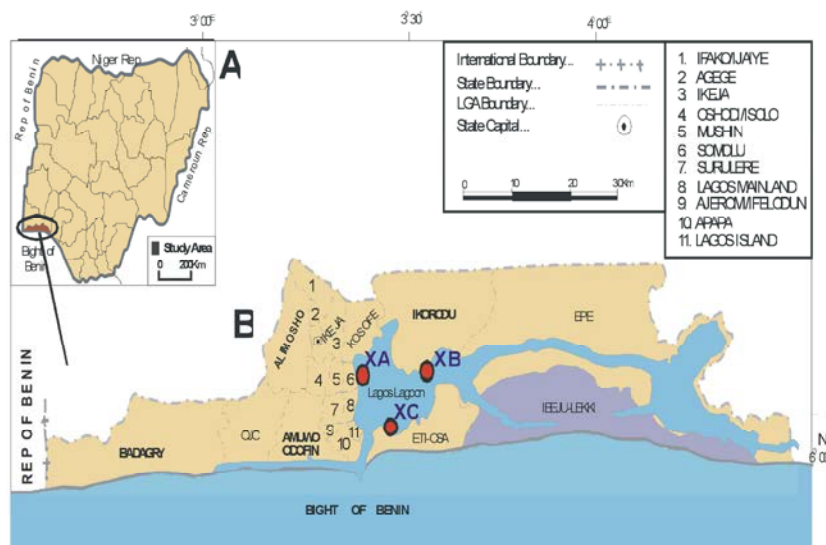 3°00'E
3°30
4°00
A
Niger Rep
Rep of Benin
Cameroun Rep
Bight of
Benin
Study Area
0 200Km
International Boundary...
State Boundary...
LGA Boundary...
State Capital...
0 10 20 30Km
1. IFAKO/IJAIYE
2 AGEGE
3 IKEJA
4 OSHODI/ISOLO
5 MUSHIN
6 SOMOLU
7. SURULERE
8 LAGOS MAINLAND
9 AJEROMI/IFELODUN
10. APAPA
11. LAGOS ISLAND
B
1
2
3
4
5
6
7
8
9
10
11
ALIMOSHO
IKEJA
KOSOFE
IKORODU
EPE
XA
XB
XC
Lagos Lagoon
IBEJU-LEKKI
ETI-OSA
OJO
AMUWO
ODOFIN
BADAGRY
REP OF BENIN
BIGHT OF BENIN
N